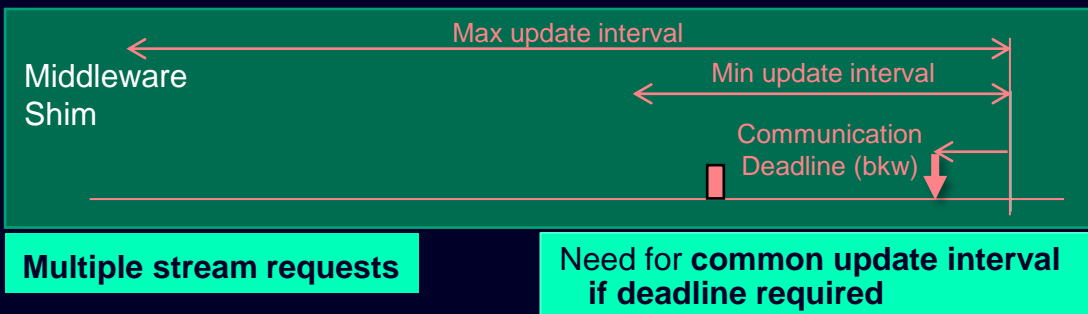 Max update interval
Middleware
Shim
Min update interval
Communication
Deadline (bkw)
Multiple stream requests
Need for common update interval
if deadline required